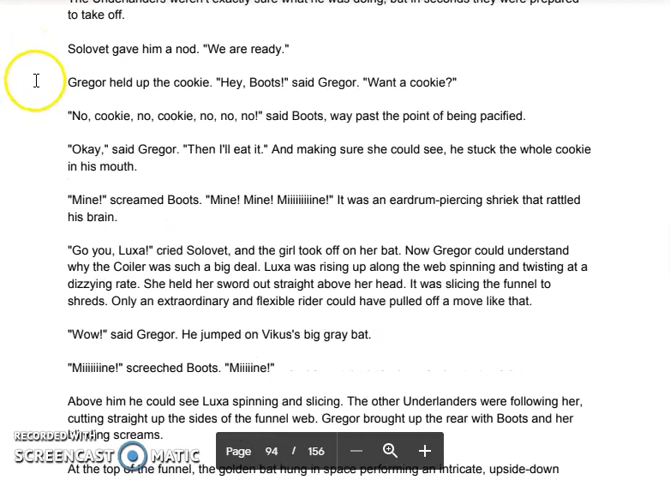 The Underlanders weren't exactly sure what he was doing, but in seconds they were prepared
to take off.
Solovet gave him a nod. "We are ready."
Gregor held up the cookie. "Hey, Boots!" said Gregor. "Want a cookie?"
"No, cookie, no, cookie, no, no, no!" said Boots, way past the point of being pacified.
"Okay," said Gregor. "Then I'll eat it." And making sure she could see, he stuck the whole cookie
in his mouth.
"Mine!" screamed Boots. "Mine! Mine! Miiiiiiiiine!" It was an eardrum-piercing shriek that rattled
his brain.
"Go you, Luxa!" cried Solovet, and the girl took off on her bat. Now Gregor could understand
why the Coiler was such a big deal. Luxa was rising up along the web spinning and twisting at a
dizzying rate. She held her sword out straight above her head. It was slicing the funnel to
shreds. Only an extraordinary and flexible rider could have pulled off a move like that.
"Wow!" said Gregor. He jumped on Vikus's big gray bat.
"Miiiiiiine!" screeched Boots. "Miiiiine!"
Above him he could see Luxa spinning and slicing. The other Underlanders were following her,
cutting straight up the sides of the funnel web. Gregor brought up the rear with Boots and her
screams.
At the top of the funnel, the golden bat hung in space performing an intricate, upside-down
RECORDED WITH
SCREENCAST MATIC
Page 94 / 156